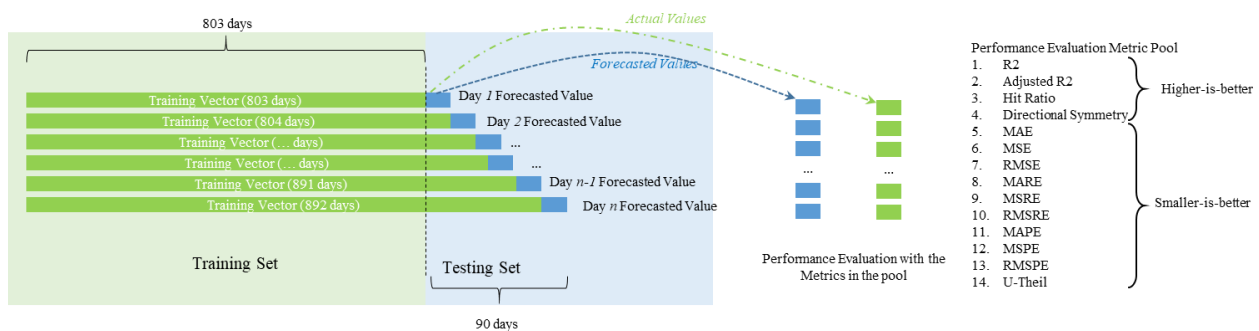 803 days
Actual Values
Forecasted Values
Training Vector (803 days)
Day 1 Forecasted Value
Training Vector (804 days)
Day 2 Forecasted Value
Training Vector (... days)
...
Training Vector (... days)
...
Training Vector (891 days)
Day n-1 Forecasted Value
Training Vector (892 days)
Day n Forecasted Value
Training Set
Testing Set
90 days
...
...
Performance Evaluation with the
Metrics in the pool
Performance Evaluation Metric Pool
1. R2
2. Adjusted R2
3. Hit Ratio
4. Directional Symmetry
5. MAE
6. MSE
7. RMSE
8. MARE
9. MSRE
10. RMSRE
11. MAPE
12. MSPE
13. RMSPE
14. U-Theil
Higher-is-better
Smaller-is-better